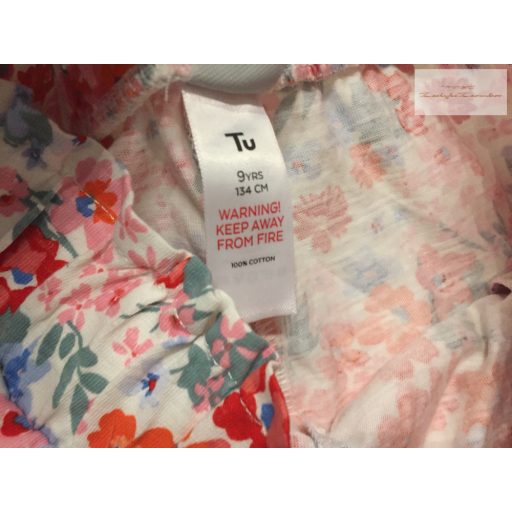 Tu
9YRS
134 CM
WARNING!
KEEP AWAY
FROM FIRE
100% COTTON